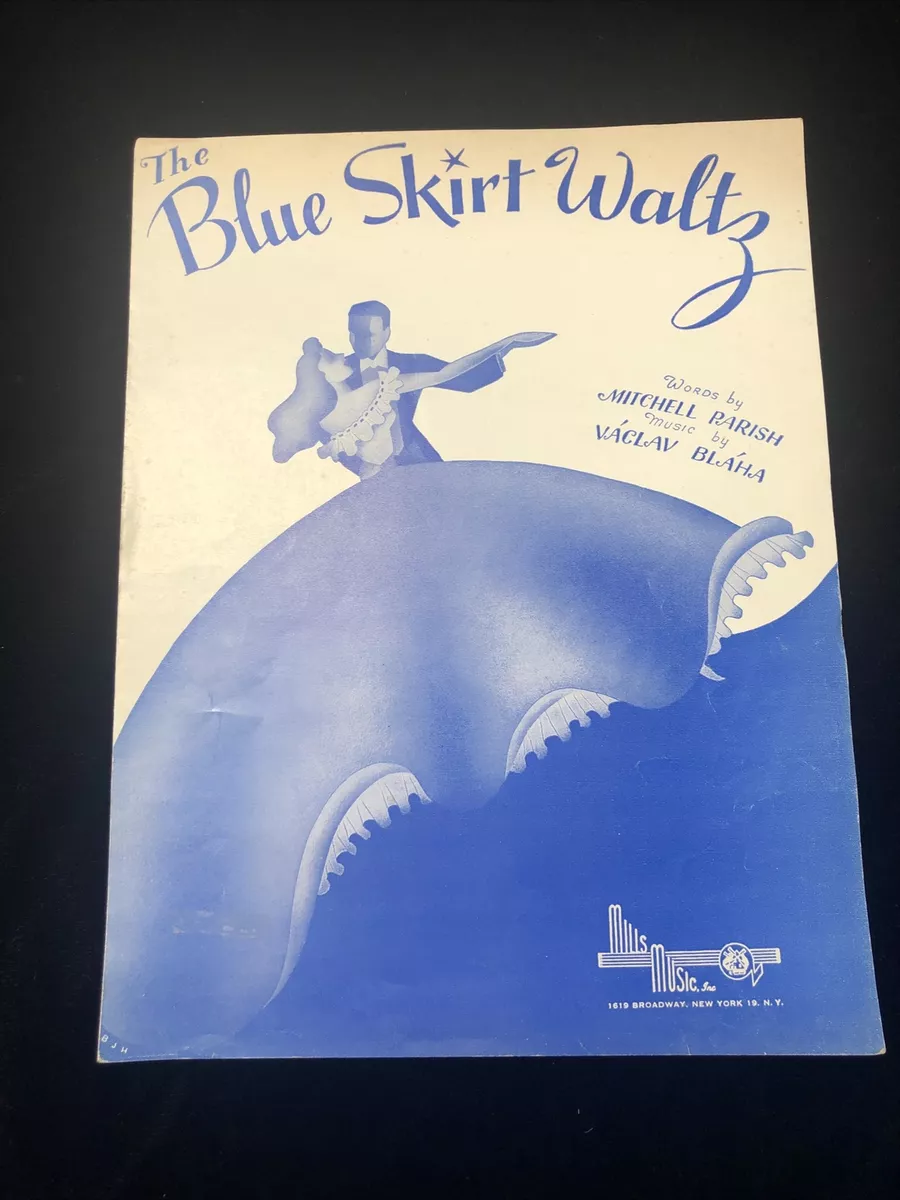 The
Blue Skirt Waltz
Words by
MITCHELL PARISH
MUSIC by
VÁCLAV BLÁHA
Mills
Music, Inc
1619 BROADWAY. NEW YORK 19. N. Y.
BJH